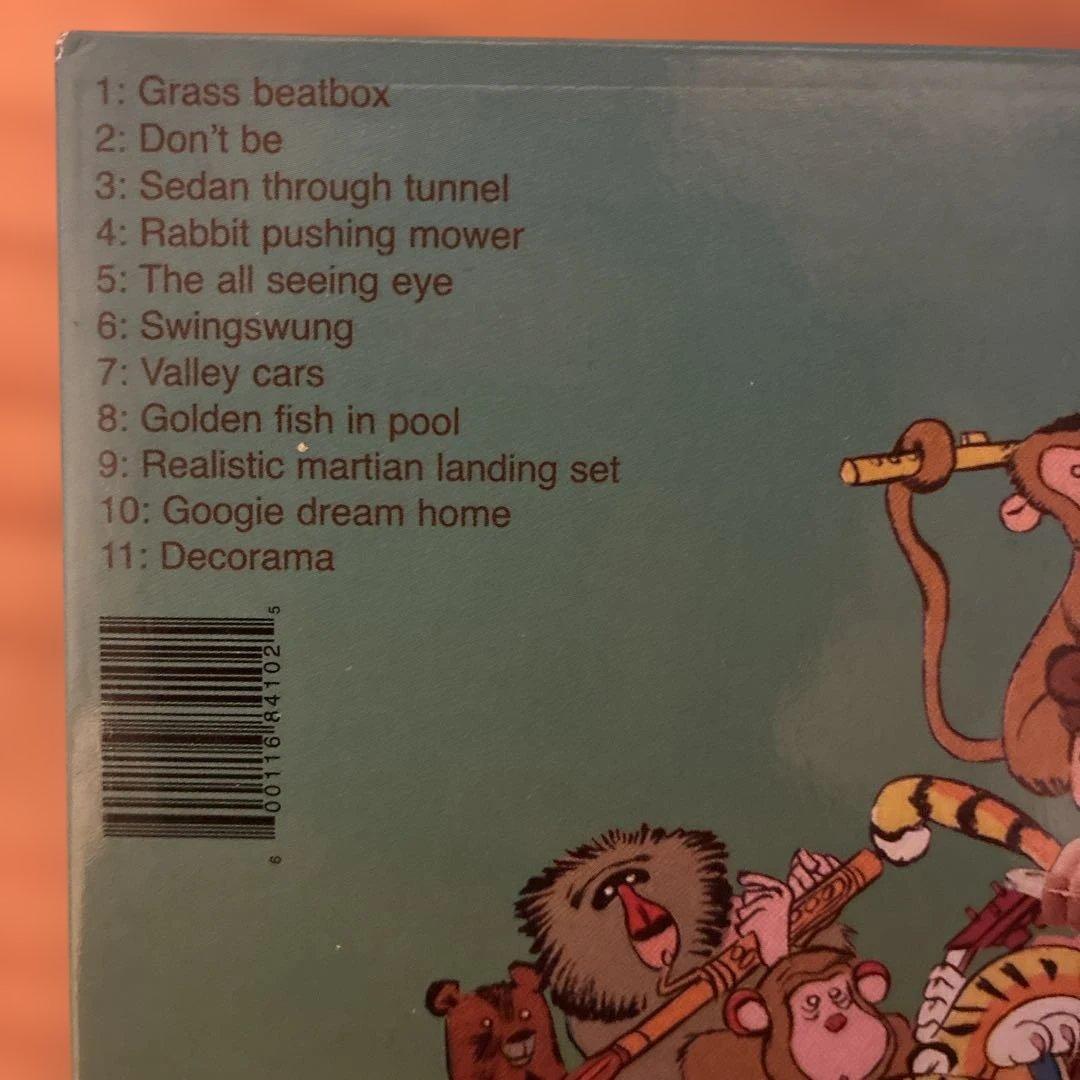 1: Grass beatbox
2: Don't be
3: Sedan through tunnel
4: Rabbit pushing mower
5: The all seeing eye
6: Swingswung
7: Valley cars
8: Golden fish in pool
9: Realistic martian landing set
10: Googie dream home
11: Decorama
6 00116 84102 5